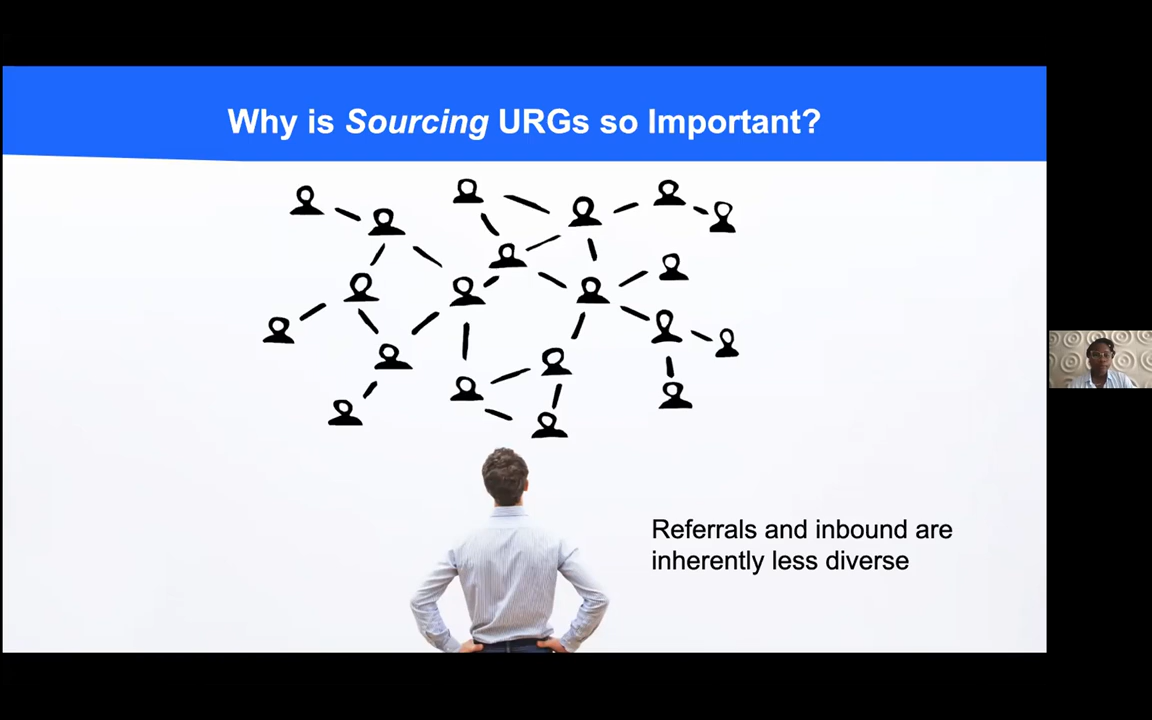 Why is Sourcing URGs so Important?
Referrals and inbound are
inherently less diverse